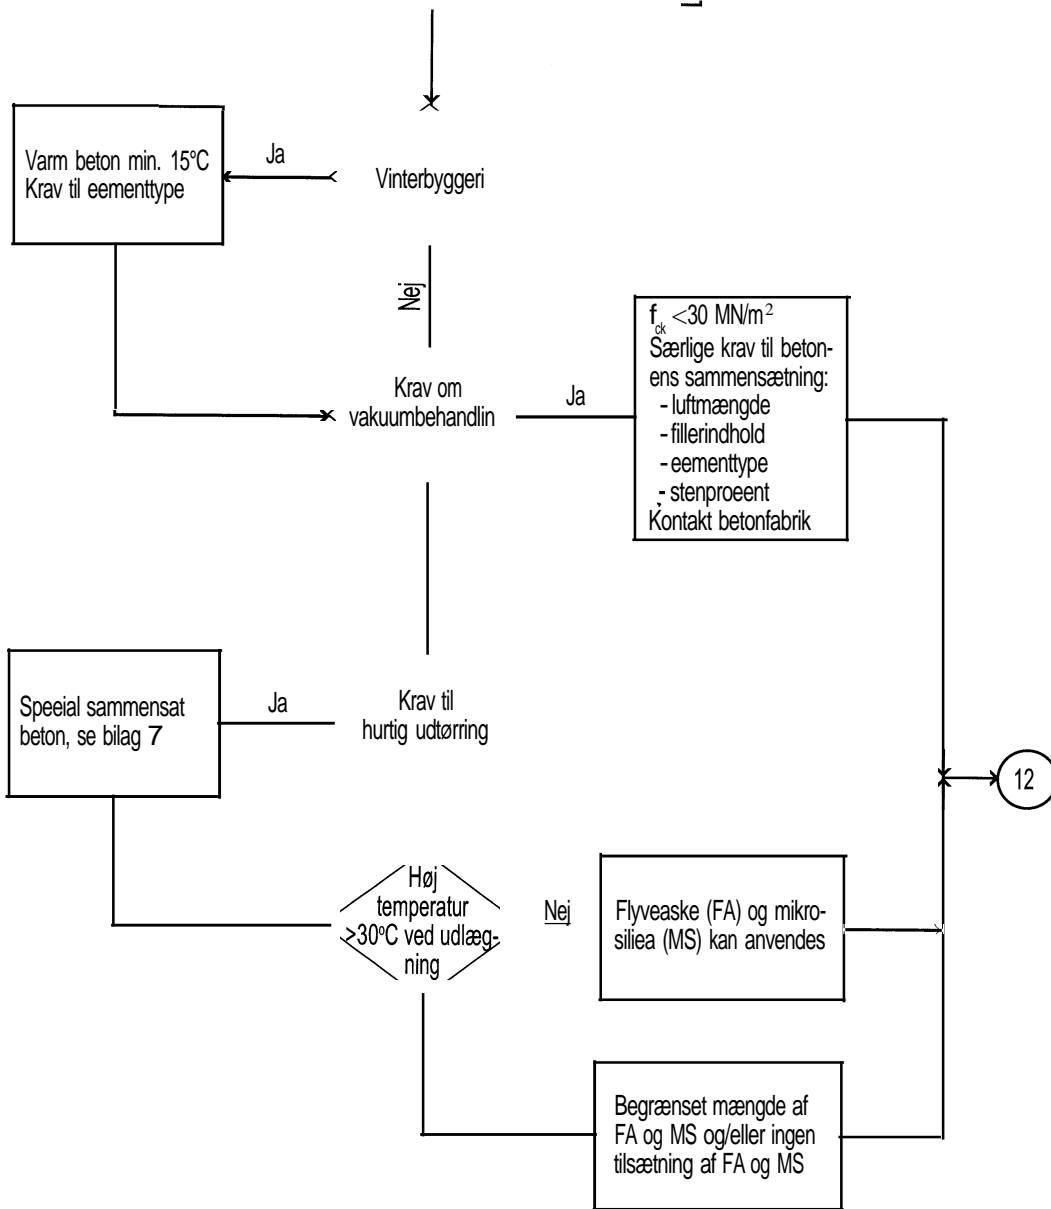 Varm beton min. 15°C
Krav til eementtype
Ja
Vinterbyggeri
Nej
Krav om
vakuumbehandlin
Ja
f_ck <30 MN/m²
Særlige krav til beton-
ens sammensætning:
- luftmængde
- fillerindhold
- eementtype
- stenproeent
Kontakt betonfabrik
Speeial sammensat
beton, se bilag 7
Ja
Krav til
hurtig udtørring
12
Høj
temperatur
>30°C ved udlæg-
ning
Nej
Flyveaske (FA) og mikro-
siliea (MS) kan anvendes
Begrænset mængde af
FA og MS og/eller ingen
tilsætning af FA og MS